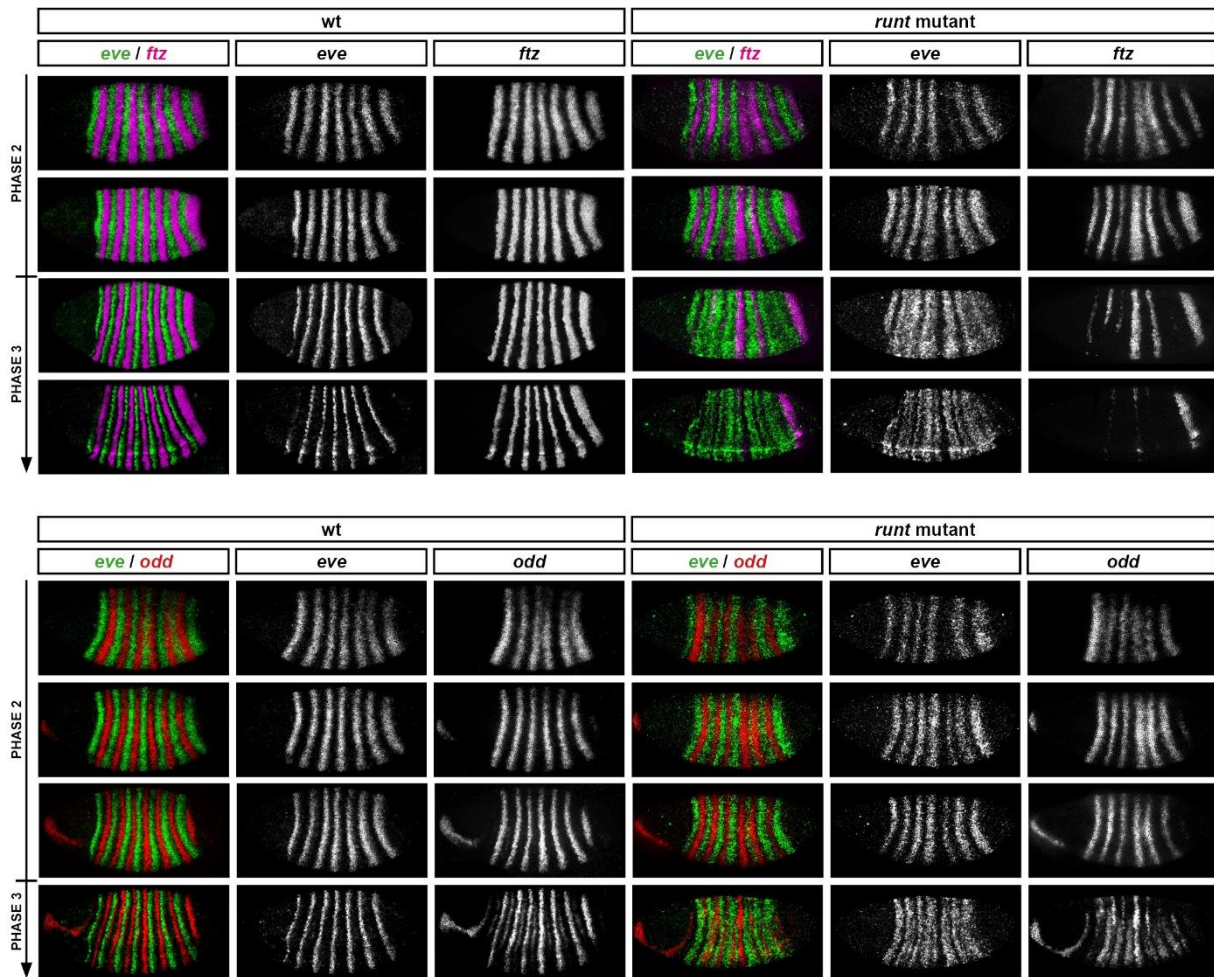 wt
runt mutant
eve / ftz
eve
ftz
eve / ftz
eve
ftz
PHASE 2
PHASE 3
wt
runt mutant
eve / odd
eve
odd
eve / odd
eve
odd
PHASE 2
PHASE 3